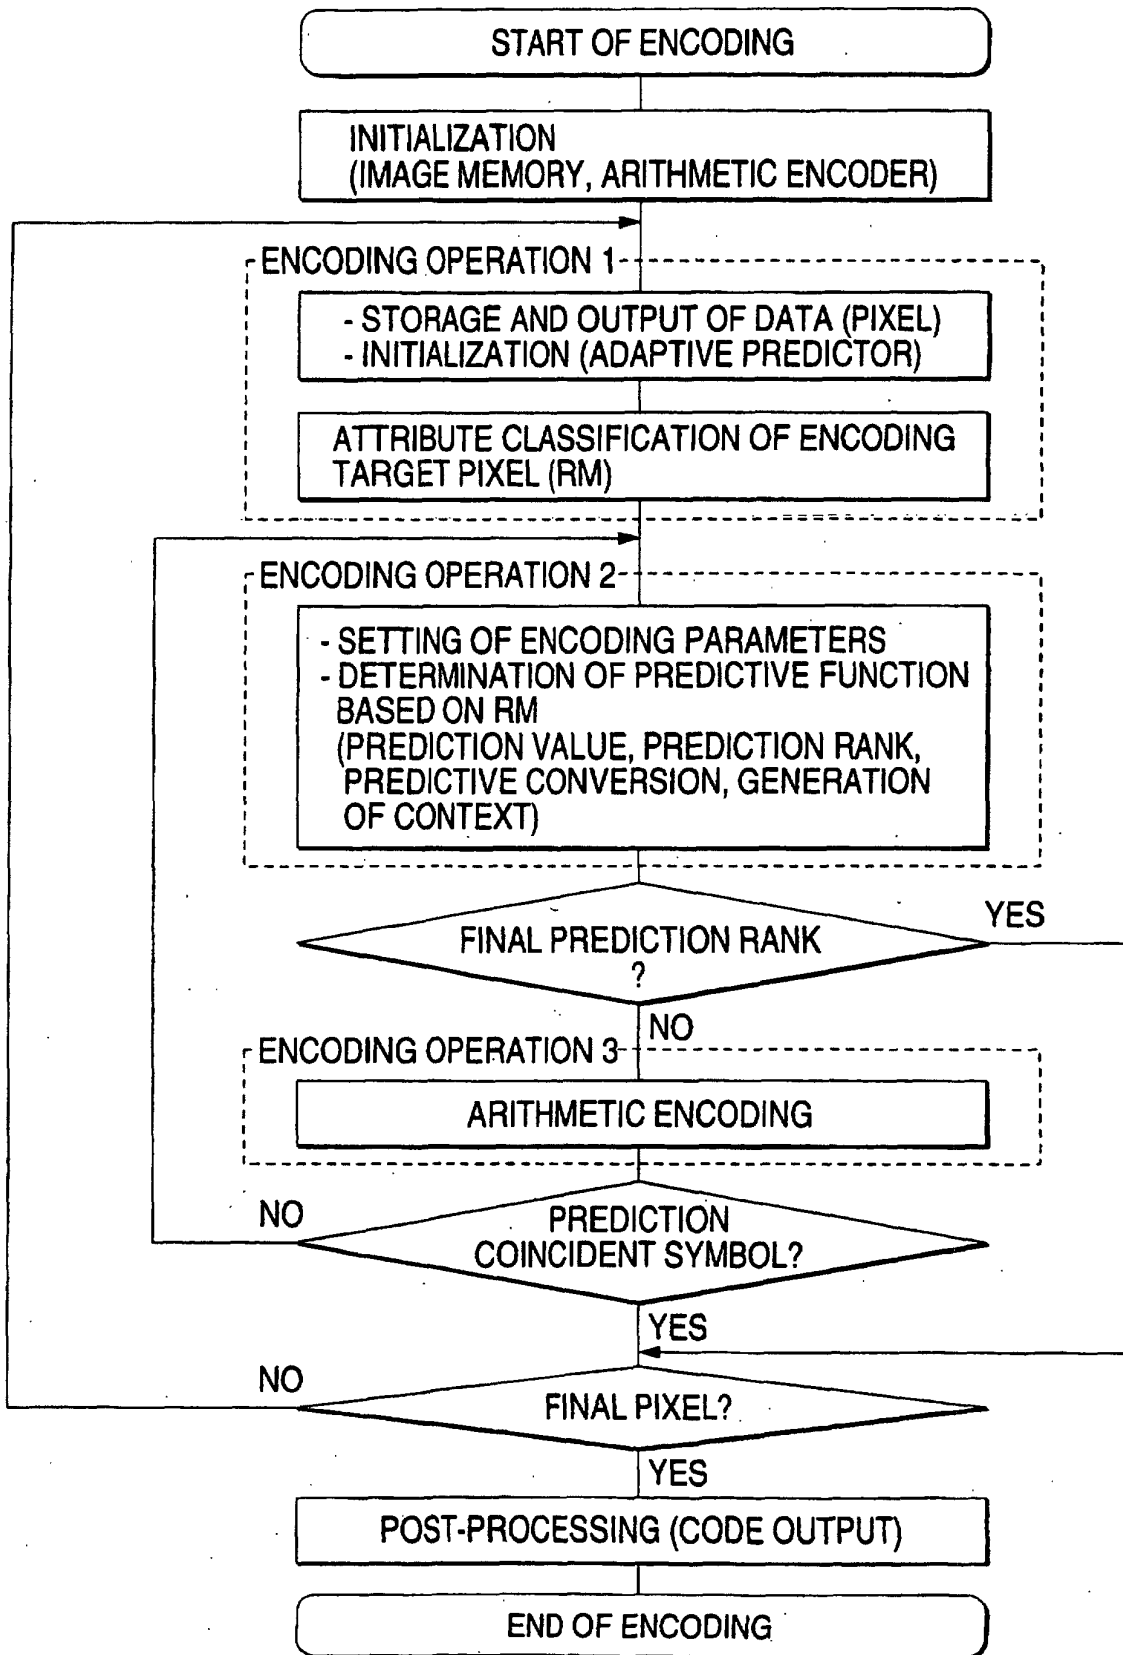 START OF ENCODING
INITIALIZATION
(IMAGE MEMORY, ARITHMETIC ENCODER)
ENCODING OPERATION 1
- STORAGE AND OUTPUT OF DATA (PIXEL)
- INITIALIZATION (ADAPTIVE PREDICTOR)
ATTRIBUTE CLASSIFICATION OF ENCODING
TARGET PIXEL (RM)
ENCODING OPERATION 2
- SETTING OF ENCODING PARAMETERS
- DETERMINATION OF PREDICTIVE FUNCTION
BASED ON RM
(PREDICTION VALUE, PREDICTION RANK,
PREDICTIVE CONVERSION, GENERATION
OF CONTEXT)
YES
FINAL PREDICTION RANK
?
NO
ENCODING OPERATION 3
ARITHMETIC ENCODING
NO
PREDICTION
COINCIDENT SYMBOL?
YES
NO
FINAL PIXEL?
YES
POST-PROCESSING (CODE OUTPUT)
END OF ENCODING